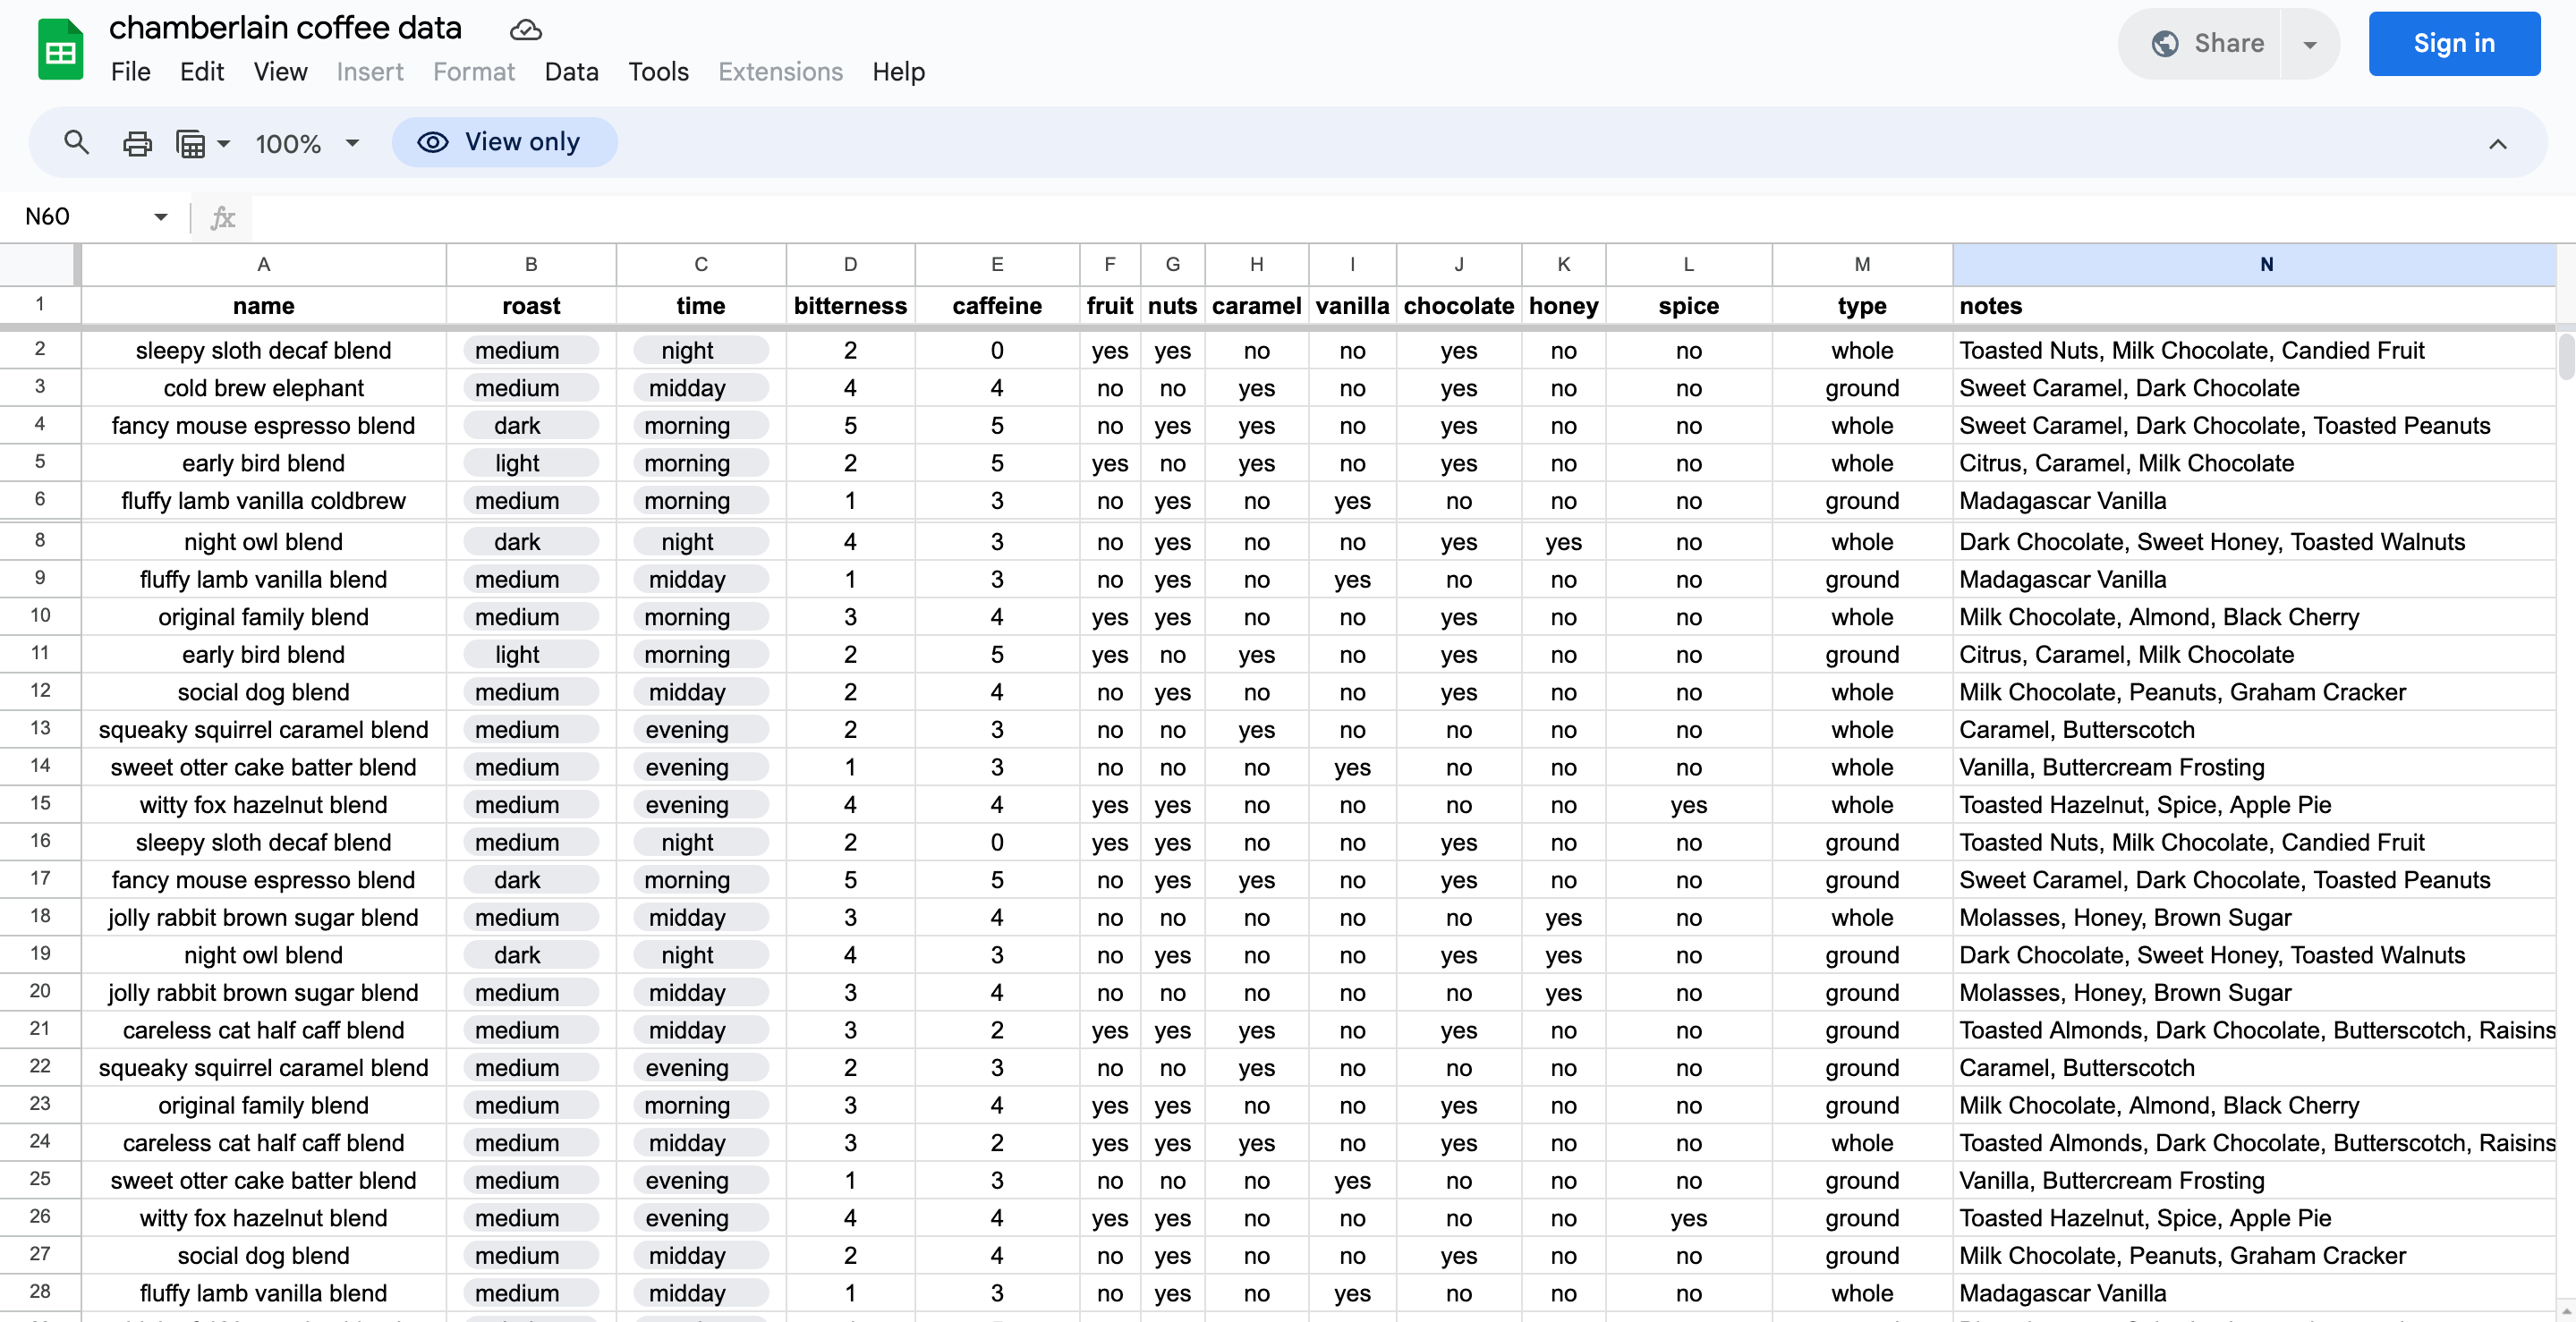 chamberlain coffee data
File Edit View Insert Format Data Tools Extensions Help
Share
Sign in
100% View only
N60 fx
A B C D E F G H I J K L M N
1 name roast time bitterness caffeine fruit nuts caramel vanilla chocolate honey spice type notes
2 sleepy sloth decaf blend medium night 2 0 yes yes no no yes no no whole Toasted Nuts, Milk Chocolate, Candied Fruit
3 cold brew elephant medium midday 4 4 no no yes no yes no no ground Sweet Caramel, Dark Chocolate
4 fancy mouse espresso blend dark morning 5 5 no yes yes no yes no no whole Sweet Caramel, Dark Chocolate, Toasted Peanuts
5 early bird blend light morning 2 5 yes no yes no yes no no whole Citrus, Caramel, Milk Chocolate
6 fluffy lamb vanilla coldbrew medium morning 1 3 no yes no yes no no no ground Madagascar Vanilla
8 night owl blend dark night 4 3 no yes no no yes yes no whole Dark Chocolate, Sweet Honey, Toasted Walnuts
9 fluffy lamb vanilla blend medium midday 1 3 no yes no yes no no no ground Madagascar Vanilla
10 original family blend medium morning 3 4 yes yes no no yes no no whole Milk Chocolate, Almond, Black Cherry
11 early bird blend light morning 2 5 yes no yes no yes no no ground Citrus, Caramel, Milk Chocolate
12 social dog blend medium midday 2 4 no yes no no yes no no whole Milk Chocolate, Peanuts, Graham Cracker
13 squeaky squirrel caramel blend medium evening 2 3 no no yes no no no no whole Caramel, Butterscotch
14 sweet otter cake batter blend medium evening 1 3 no no no yes no no no whole Vanilla, Buttercream Frosting
15 witty fox hazelnut blend medium evening 4 4 yes yes no no no no yes whole Toasted Hazelnut, Spice, Apple Pie
16 sleepy sloth decaf blend medium night 2 0 yes yes no no yes no no ground Toasted Nuts, Milk Chocolate, Candied Fruit
17 fancy mouse espresso blend dark morning 5 5 no yes yes no yes no no ground Sweet Caramel, Dark Chocolate, Toasted Peanuts
18 jolly rabbit brown sugar blend medium midday 3 4 no no no no no yes no whole Molasses, Honey, Brown Sugar
19 night owl blend dark night 4 3 no yes no no yes yes no ground Dark Chocolate, Sweet Honey, Toasted Walnuts
20 jolly rabbit brown sugar blend medium midday 3 4 no no no no no yes no ground Molasses, Honey, Brown Sugar
21 careless cat half caff blend medium midday 3 2 yes yes yes no yes no no ground Toasted Almonds, Dark Chocolate, Butterscotch, Raisins
22 squeaky squirrel caramel blend medium evening 2 3 no no yes no no no no ground Caramel, Butterscotch
23 original family blend medium morning 3 4 yes yes no no yes no no ground Milk Chocolate, Almond, Black Cherry
24 careless cat half caff blend medium midday 3 2 yes yes yes no yes no no whole Toasted Almonds, Dark Chocolate, Butterscotch, Raisins
25 sweet otter cake batter blend medium evening 1 3 no no no yes no no no ground Vanilla, Buttercream Frosting
26 witty fox hazelnut blend medium evening 4 4 yes yes no no no no yes ground Toasted Hazelnut, Spice, Apple Pie
27 social dog blend medium midday 2 4 no yes no no yes no no ground Milk Chocolate, Peanuts, Graham Cracker
28 fluffy lamb vanilla blend medium midday 1 3 no yes no yes no no no whole Madagascar Vanilla